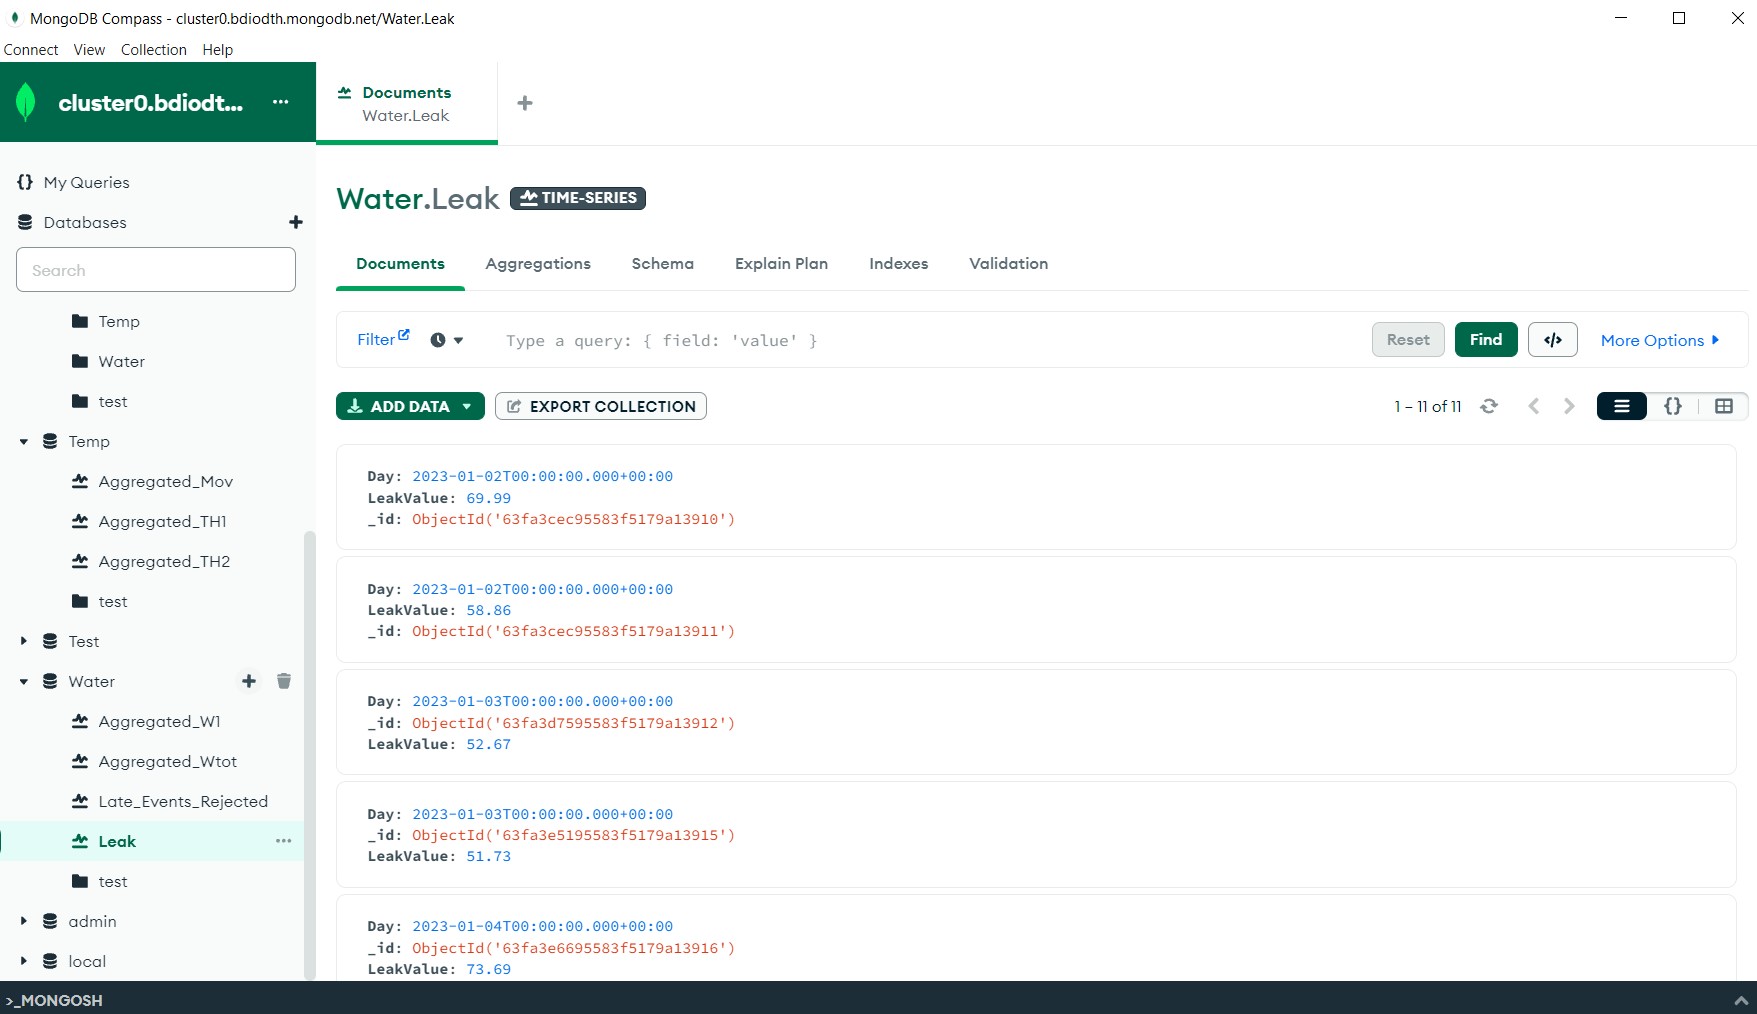 MongoDB Compass - cluster0.bdiodth.mongodb.net/Water.Leak
Connect View Collection Help
cluster0.bdiodt... ...
Documents
Water.Leak
My Queries
Databases
Search
Temp
Water
test
Temp
Aggregated_Mov
Aggregated_TH1
Aggregated_TH2
test
Test
Water
Aggregated_W1
Aggregated_Wtot
Late_Events_Rejected
Leak
test
admin
local
Water.Leak TIME-SERIES
Documents Aggregations Schema Explain Plan Indexes Validation
Filter Type a query: { field: 'value' } Reset Find </> More Options
ADD DATA EXPORT COLLECTION 1 – 11 of 11 {}
Day: 2023-01-02T00:00:00.000+00:00
LeakValue: 69.99
_id: ObjectId('63fa3cec95583f5179a13910')
Day: 2023-01-02T00:00:00.000+00:00
LeakValue: 58.86
_id: ObjectId('63fa3cec95583f5179a13911')
Day: 2023-01-03T00:00:00.000+00:00
_id: ObjectId('63fa3d7595583f5179a13912')
LeakValue: 52.67
Day: 2023-01-03T00:00:00.000+00:00
_id: ObjectId('63fa3e5195583f5179a13915')
LeakValue: 51.73
Day: 2023-01-04T00:00:00.000+00:00
_id: ObjectId('63fa3e6695583f5179a13916')
LeakValue: 73.69
>_MONGOSH